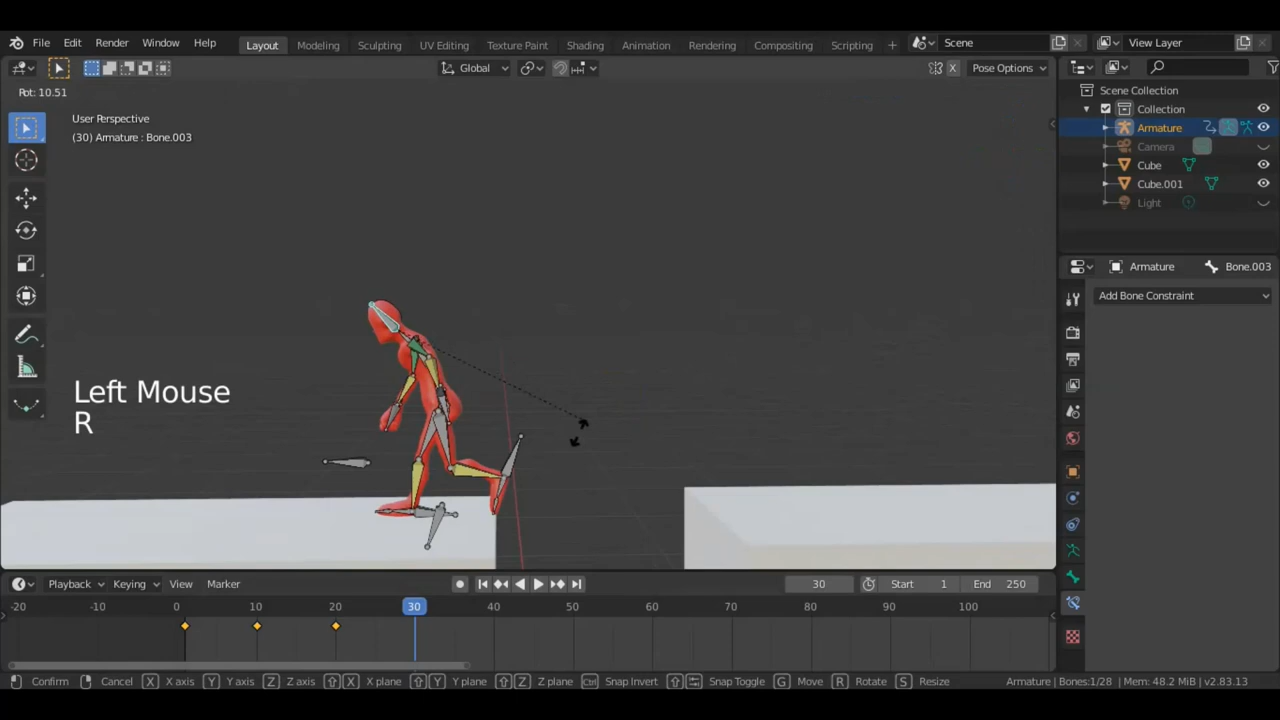 File Edit Render Window Help Layout Modeling Sculpting UV Editing Texture Paint Shading Animation Rendering Compositing Scripting + Scene View Layer
Global X Pose Options
Rot: 10.51
Scene Collection
Collection
Armature
Camera
Cube
Cube.001
Light
User Perspective
(30) Armature : Bone.003
Armature Bone.003
Add Bone Constraint
Left Mouse
R
Playback Keying View Marker 30 Start 1 End 250
-20 -10 0 10 20 30 40 50 60 70 80 90 100
Confirm Cancel X X axis Y Y axis Z Z axis X X plane Y Y plane Z Z plane Ctrl Snap Invert Snap Toggle G Move R Rotate S Resize Armature | Bones:1/28 | Mem: 48.2 MiB | v2.83.13